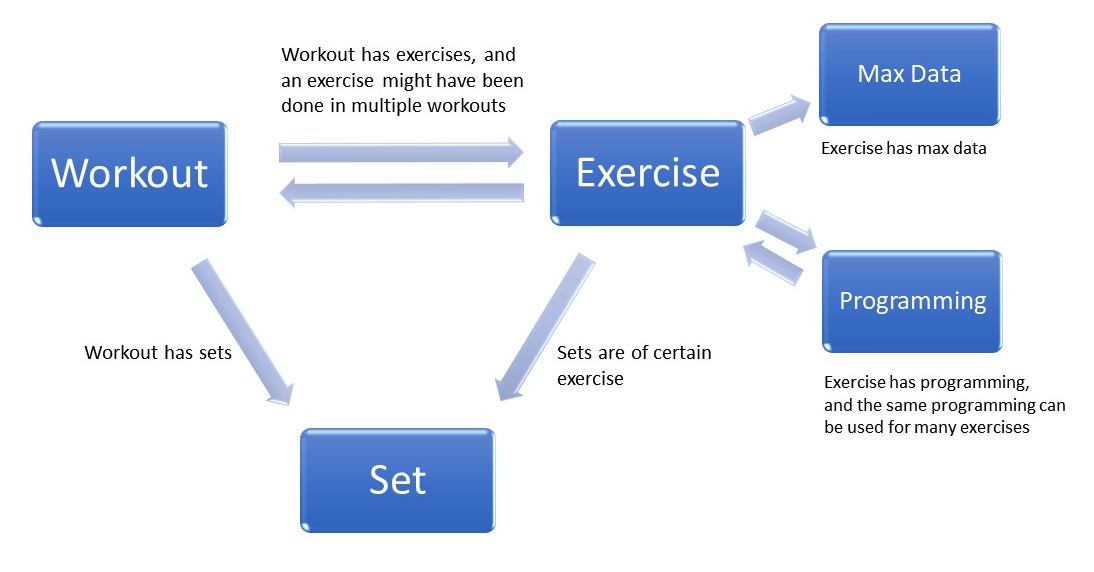 Workout has exercises, and
an exercise might have been
done in multiple workouts
Max Data
Exercise has max data
Workout
Exercise
Programming
Exercise has programming,
and the same programming can
be used for many exercises
Workout has sets
Sets are of certain
exercise
Set